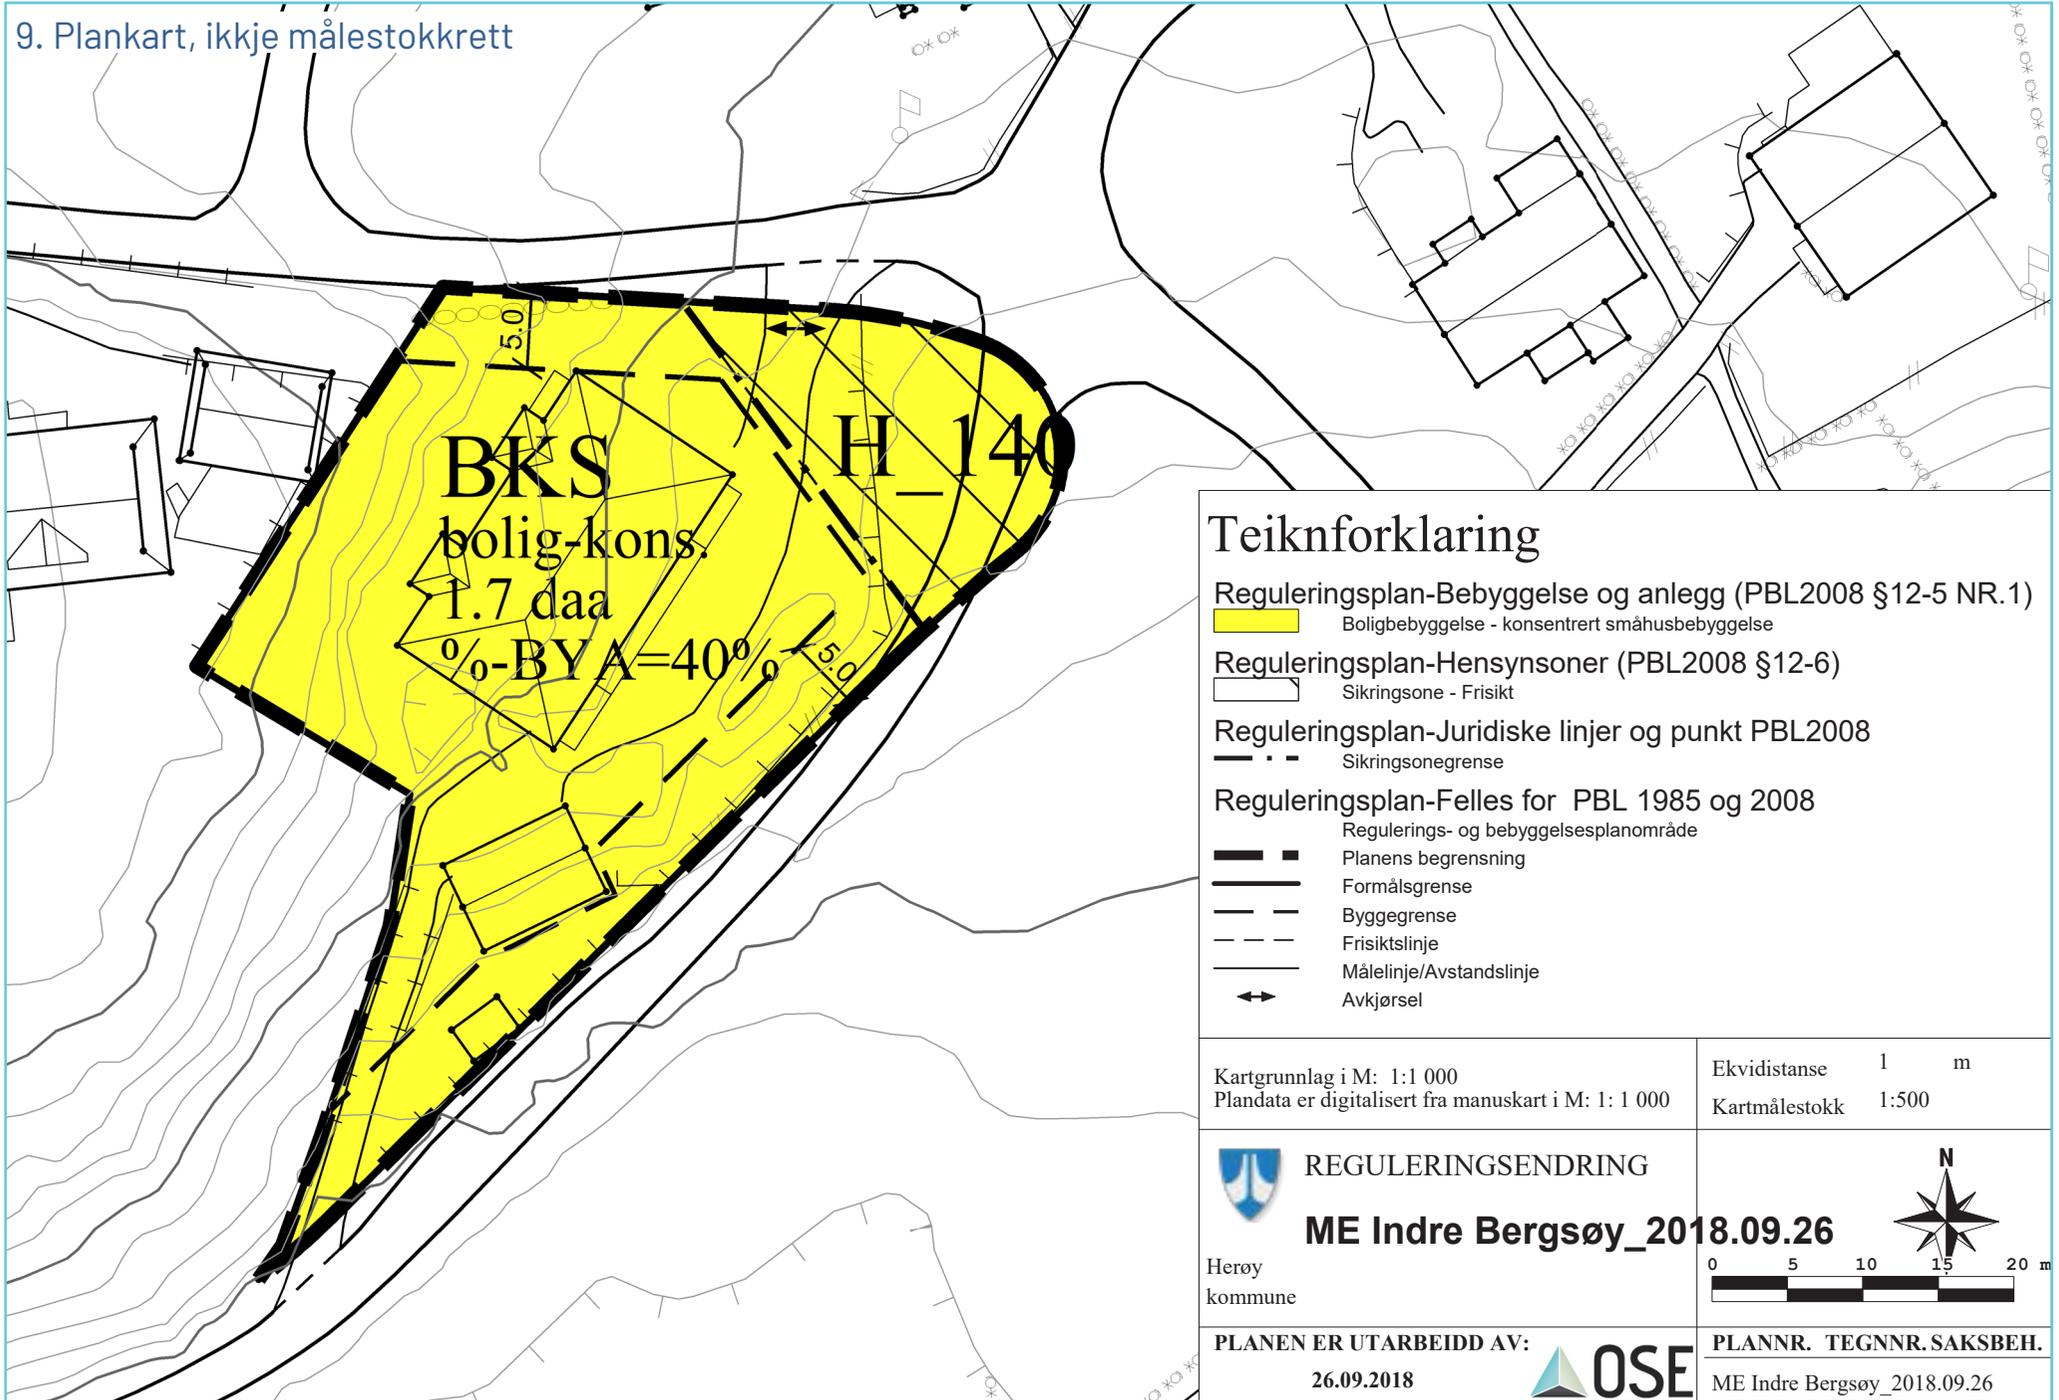 9. Plankart, ikkje målestokkrett
5.0
BKS
bolig-kons.
1.7 daa
%-BYA=40%
H_140
5.0
Teiknforklaring
Reguleringsplan-Bebyggelse og anlegg (PBL2008 §12-5 NR.1)
Boligbebyggelse - konsentrert småhusbebyggelse
Reguleringsplan-Hensynsoner (PBL2008 §12-6)
Sikringsone - Frisikt
Reguleringsplan-Juridiske linjer og punkt PBL2008
Sikringsonegrense
Reguleringsplan-Felles for PBL 1985 og 2008
Regulerings- og bebyggelsesplanområde
Planens begrensning
Formålsgrense
Byggegrense
Frisiktslinje
Målelinje/Avstandslinje
Avkjørsel
Kartgrunnlag i M: 1:1 000
Plandata er digitalisert fra manuskart i M: 1: 1 000
Ekvidistanse 1 m
Kartmålestokk 1:500
REGULERINGSENDRING
ME Indre Bergsøy_2018.09.26
Herøy
kommune
N
0 5 10 15 20 m
PLANEN ER UTARBEIDD AV:
26.09.2018
OSE
PLANNR. TEGNNR. SAKSBEH.
ME Indre Bergsøy_2018.09.26